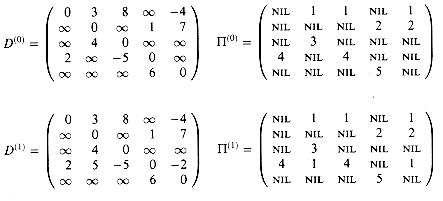 D(0) = ( 0 3 8 ∞ −4 Π(0) = ( NIL 1 1 NIL 1
∞ 0 ∞ 1 7 NIL NIL NIL 2 2
∞ 4 0 ∞ ∞ NIL 3 NIL NIL NIL
2 ∞ −5 0 ∞ 4 NIL 4 NIL NIL
∞ ∞ ∞ 6 0 ) NIL NIL NIL 5 NIL )
D(1) = ( 0 3 8 ∞ −4 Π(1) = ( NIL 1 1 NIL 1
∞ 0 ∞ 1 7 NIL NIL NIL 2 2
∞ 4 0 ∞ ∞ NIL 3 NIL NIL NIL
2 5 −5 0 −2 4 1 4 NIL 1
∞ ∞ ∞ 6 0 ) NIL NIL NIL 5 NIL )